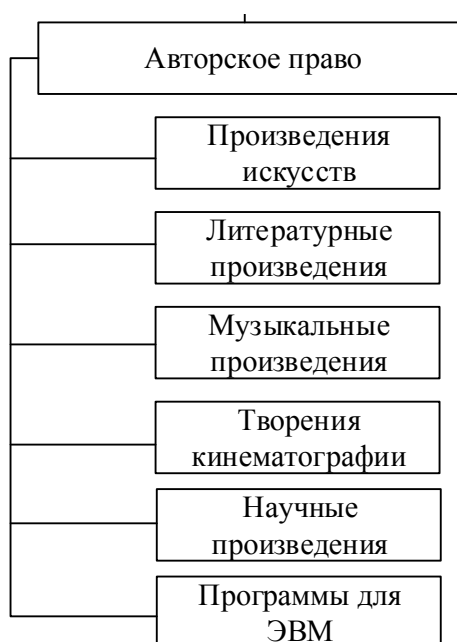 Авторское право
Произведения
искусств
Литературные
произведения
Музыкальные
произведения
Творения
кинематографии
Научные
произведения
Программы для
ЭВМ